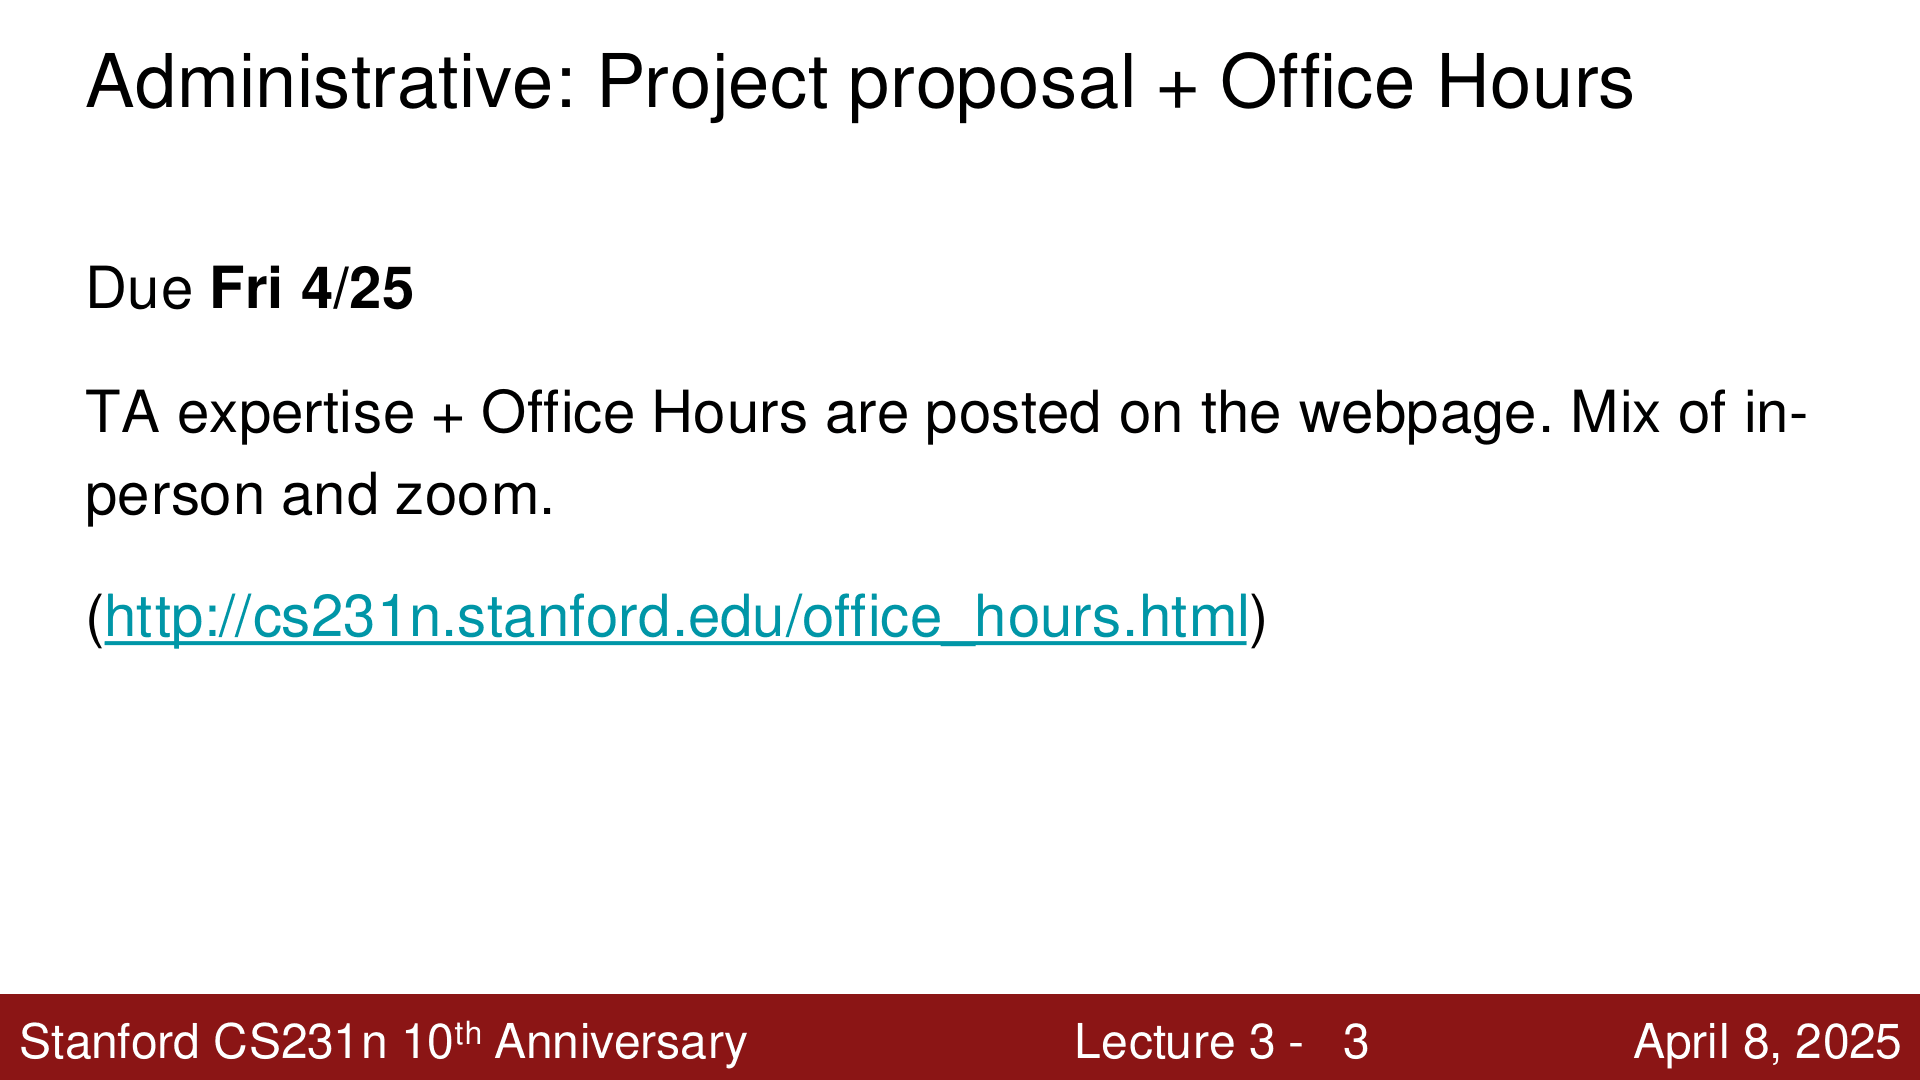 Administrative: Project proposal + Office Hours
Due Fri 4/25
TA expertise + Office Hours are posted on the webpage. Mix of in-
person and zoom.
(http://cs231n.stanford.edu/office_hours.html)
Stanford CS231n 10th Anniversary
Lecture 3 - 3
April 8, 2025